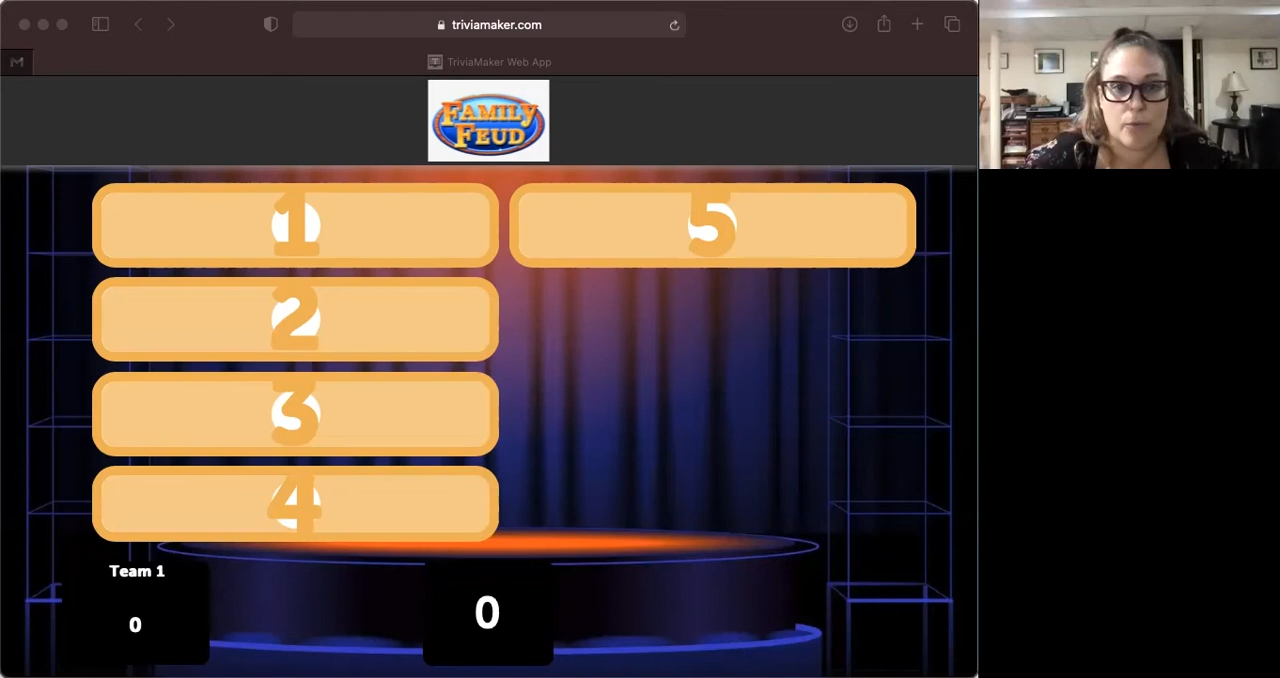 triviamaker.com
M
TriviaMaker Web App
FAMILY
FEUD
1
5
2
3
4
Team 1
0
0